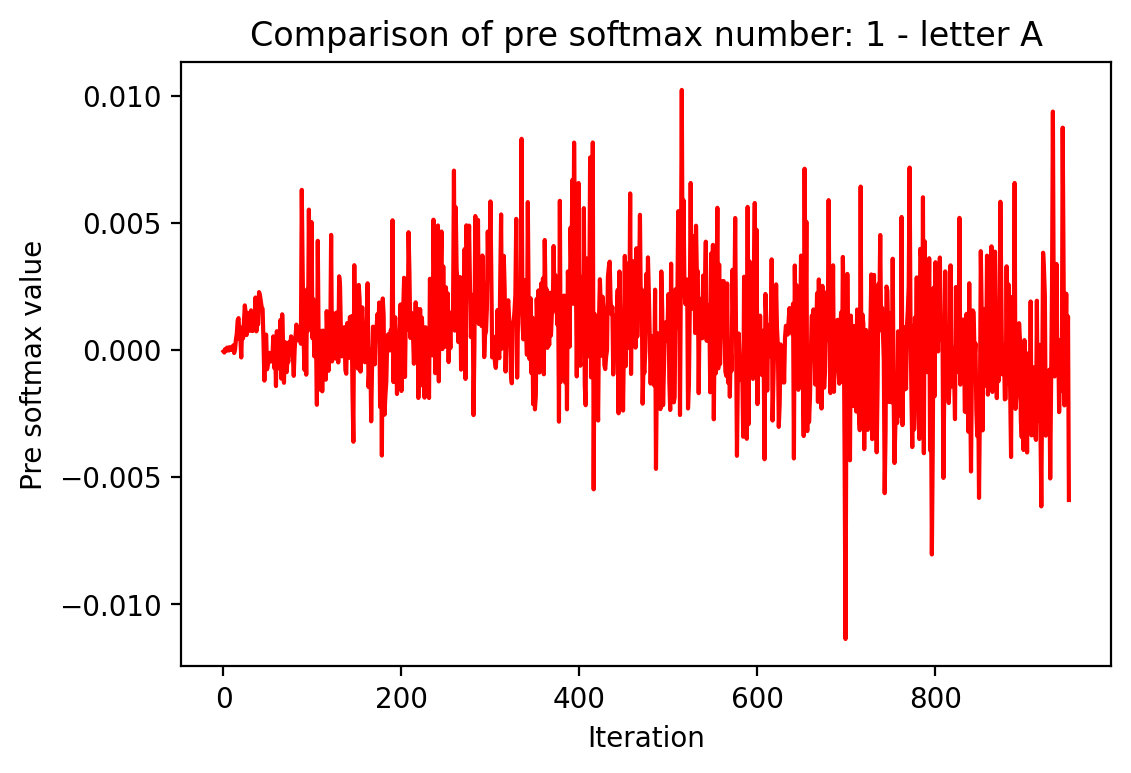 Comparison of pre softmax number: 1 - letter A
Pre softmax value
0.010
0.005
0.000
−0.005
−0.010
0 200 400 600 800
Iteration